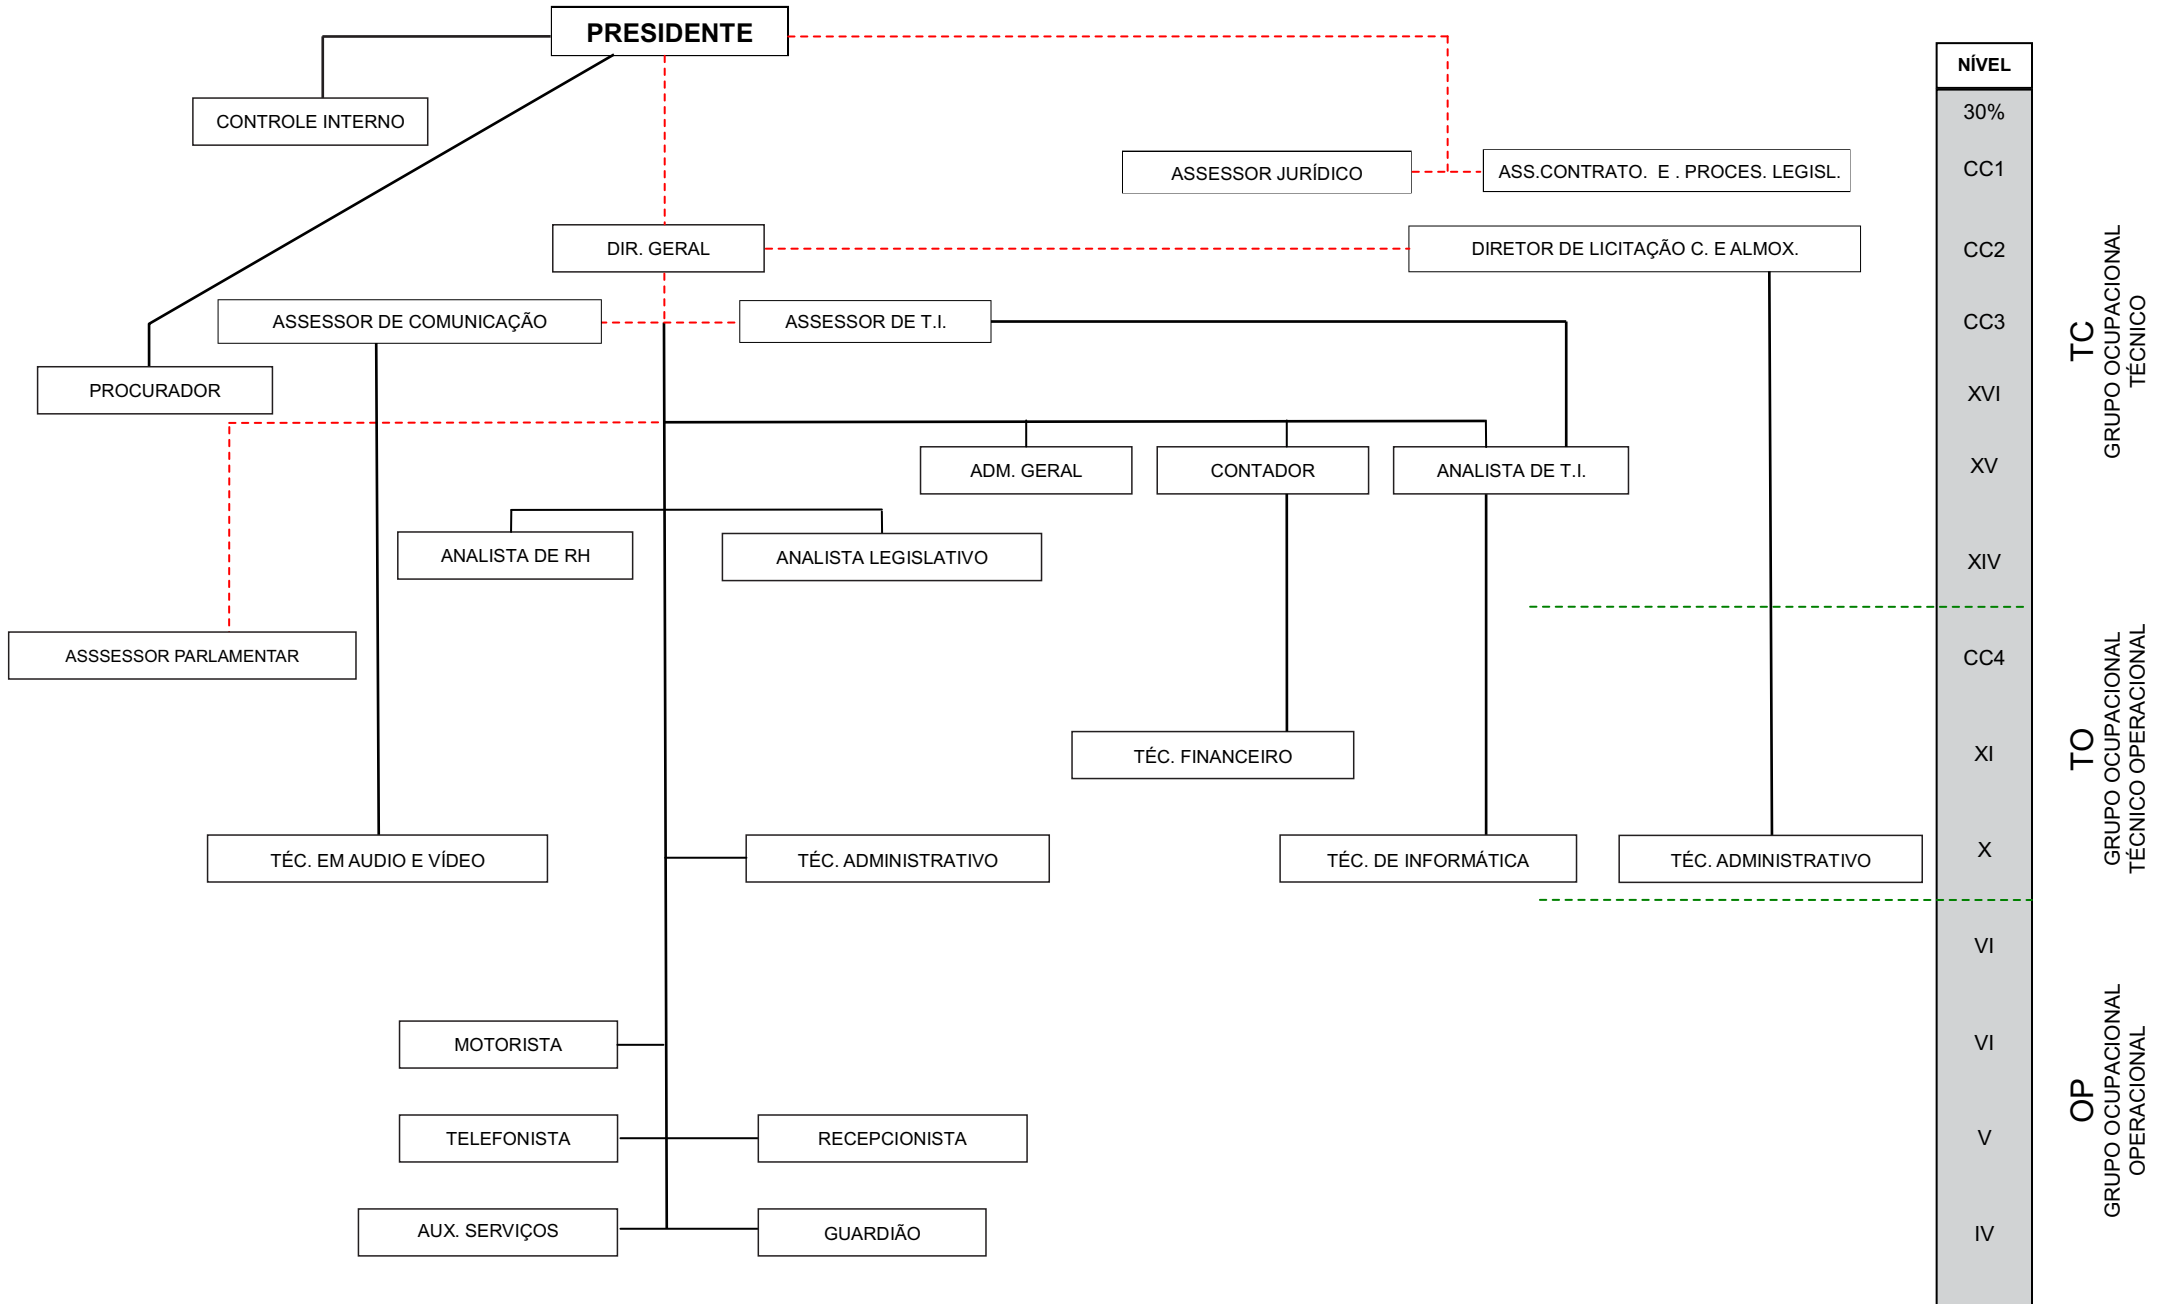 PRESIDENTE
NÍVEL
30%
CONTROLE INTERNO
ASSESSOR JURÍDICO
ASS.CONTRATO. E . PROCES. LEGISL.
CC1
DIR. GERAL
DIRETOR DE LICITAÇÃO C. E ALMOX.
CC2
ASSESSOR DE COMUNICAÇÃO
ASSESSOR DE T.I.
CC3
TC
GRUPO OCUPACIONAL
TÉCNICO
PROCURADOR
XVI
ADM. GERAL
CONTADOR
ANALISTA DE T.I.
XV
ANALISTA DE RH
ANALISTA LEGISLATIVO
XIV
ASSSESSOR PARLAMENTAR
CC4
TÉC. FINANCEIRO
XI
TO
GRUPO OCUPACIONAL
TÉCNICO OPERACIONAL
TÉC. EM AUDIO E VÍDEO
TÉC. ADMINISTRATIVO
TÉC. DE INFORMÁTICA
TÉC. ADMINISTRATIVO
X
VI
MOTORISTA
VI
OP
GRUPO OCUPACIONAL
OPERACIONAL
TELEFONISTA
RECEPCIONISTA
V
AUX. SERVIÇOS
GUARDIÃO
IV